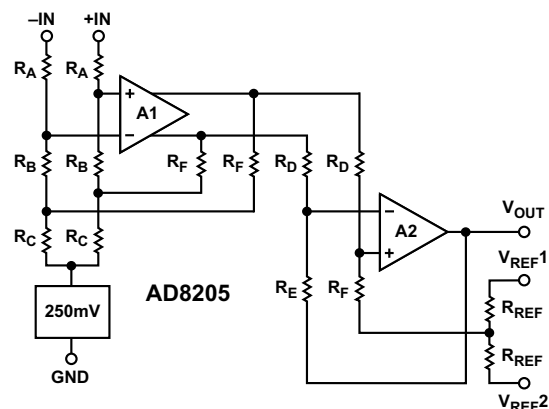 –IN
+IN
RA
RA
A1
+
–
RB
RB
RF
RF
RD
RD
RC
RC
A2
–
+
VOUT
VREF1
RREF
RREF
VREF2
RE
RF
AD8205
250mV
GND